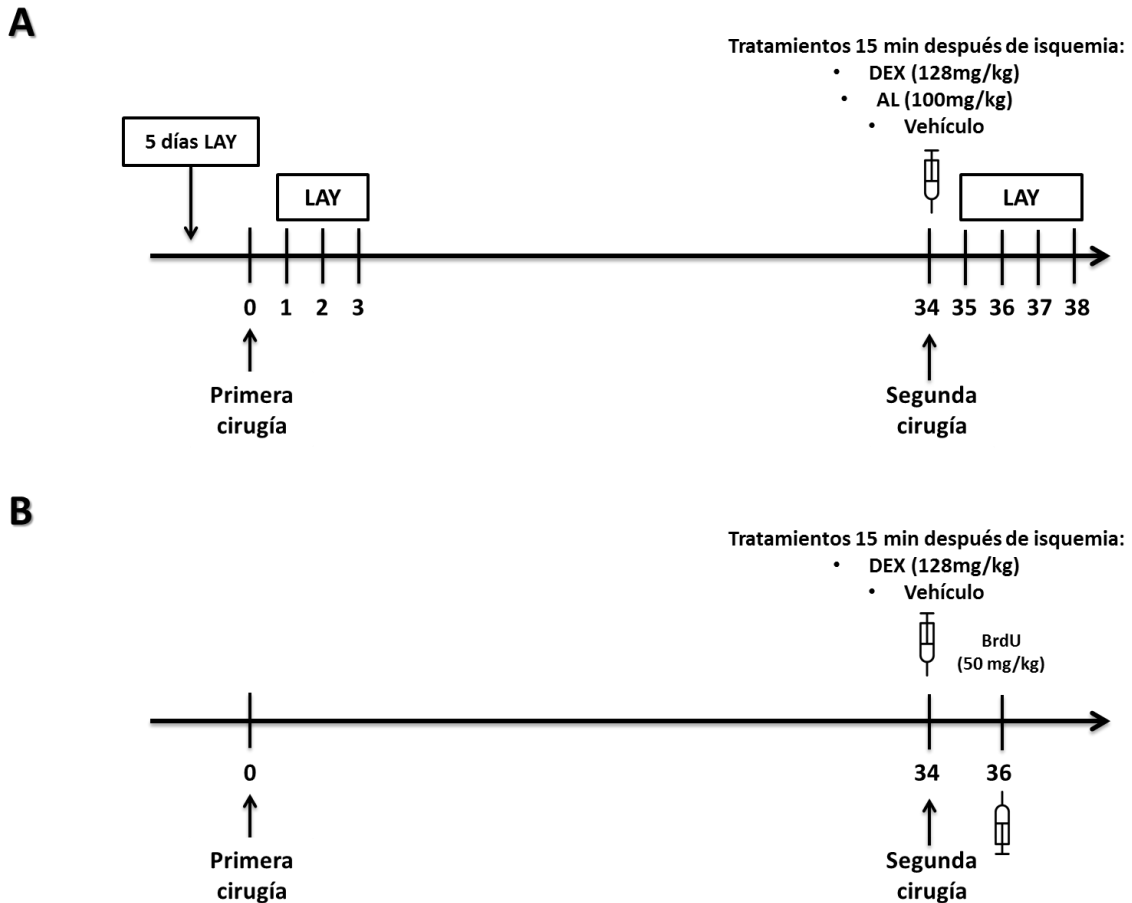 A
Tratamientos 15 min después de isquemia:
• DEX (128mg/kg)
• AL (100mg/kg)
• Vehículo
5 días LAY
LAY
LAY
0 1 2 3 34 35 36 37 38
Primera
cirugía
Segunda
cirugía
B
Tratamientos 15 min después de isquemia:
• DEX (128mg/kg)
• Vehículo
BrdU
(50 mg/kg)
0 34 36
Primera
cirugía
Segunda
cirugía